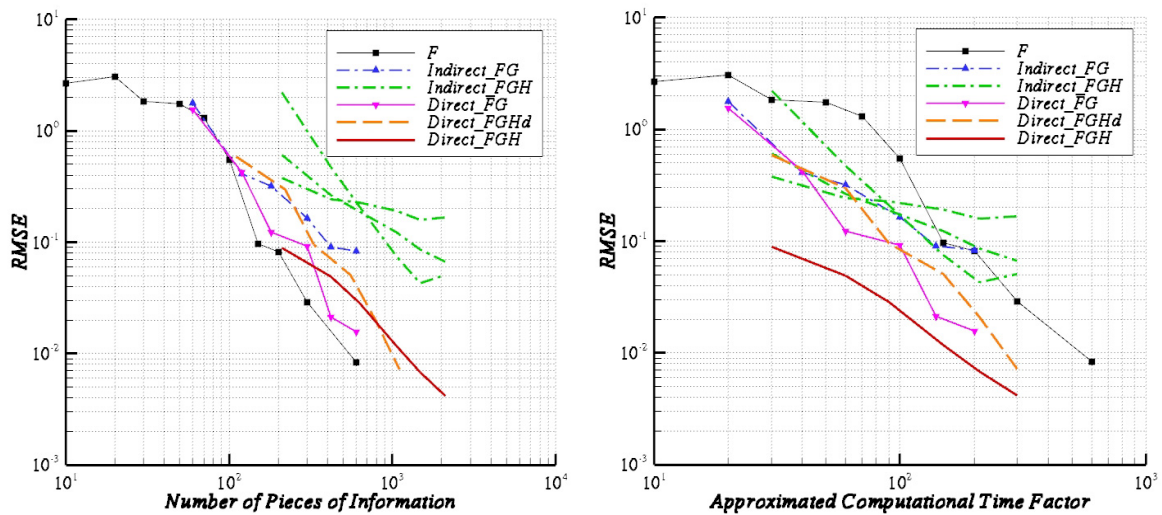 10^1
10^0
10^-1
10^-2
10^-3
RMSE
F
Indirect_FG
Indirect_FGH
Direct_FG
Direct_FGHd
Direct_FGH
10^1
10^2
10^3
10^4
Number of Pieces of Information
10^1
10^0
10^-1
10^-2
10^-3
RMSE
F
Indirect_FG
Indirect_FGH
Direct_FG
Direct_FGHd
Direct_FGH
10^1
10^2
10^3
Approximated Computational Time Factor